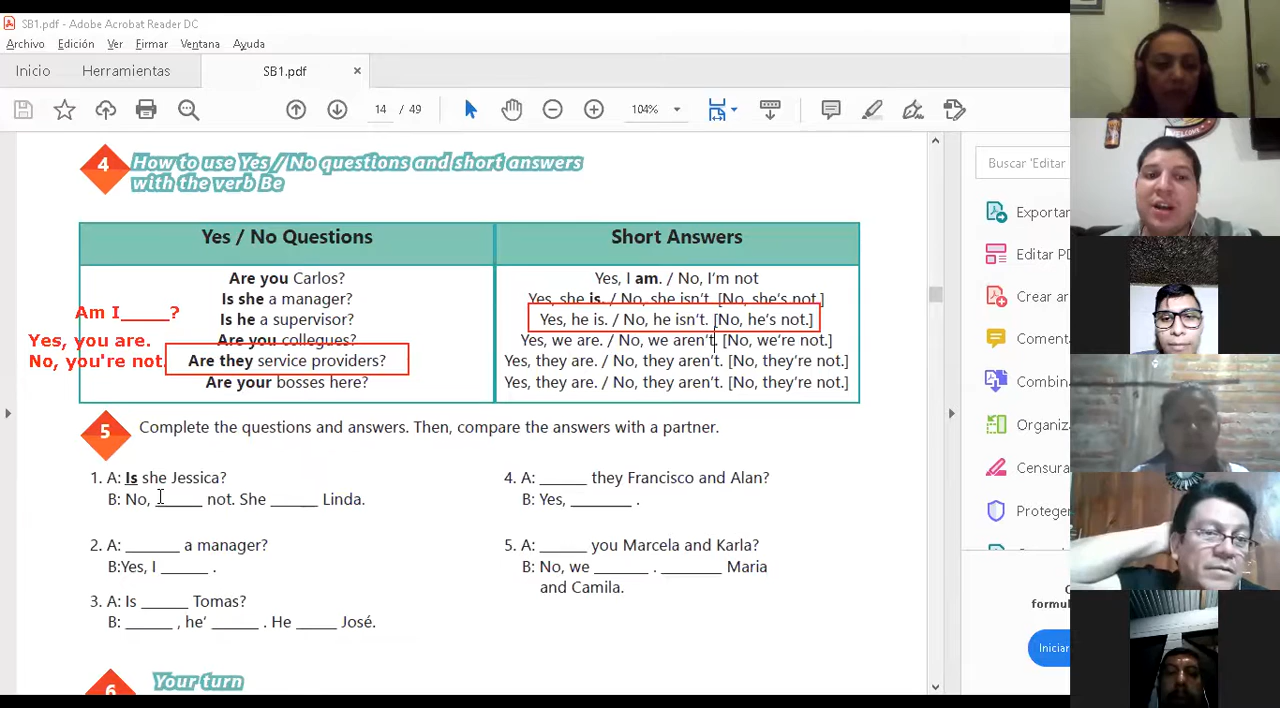 SB1.pdf - Adobe Acrobat Reader DC
Archivo Edición Ver Firmar Ventana Ayuda
Inicio Herramientas SB1.pdf ×
14 / 49 104%
4 How to use Yes / No questions and short answers
with the verb Be
Buscar 'Editar
Yes / No Questions Short Answers
Exportar
Are you Carlos? Yes, I am. / No, I'm not
Editar PD
Is she a manager? Yes, she is. / No, she isn't. [No, she's not.]
Am I_____?
Is he a supervisor? Yes, he is. / No, he isn't. [No, he's not.]
Crear ar
Yes, you are.
Are you collegues? Yes, we are. / No, we aren't. [No, we're not.]
Comenta
No, you're not.
Are they service providers? Yes, they are. / No, they aren't. [No, they're not.]
Are your bosses here? Yes, they are. / No, they aren't. [No, they're not.]
Combin
5 Complete the questions and answers. Then, compare the answers with a partner.
Organiz
Censura
Proteger
1. A: Is she Jessica?
B: No, ______ not. She ______ Linda.
2. A: _______ a manager?
B:Yes, I ______ .
3. A: Is ______ Tomas?
B: ______ , he' ______ . He _____ José.
4. A: ______ they Francisco and Alan?
B: Yes, ________ .
5. A: ______ you Marcela and Karla?
B: No, we _______ . ________ Maria
and Camila.
formu
Iniciar
6 Your turn
WELCOME